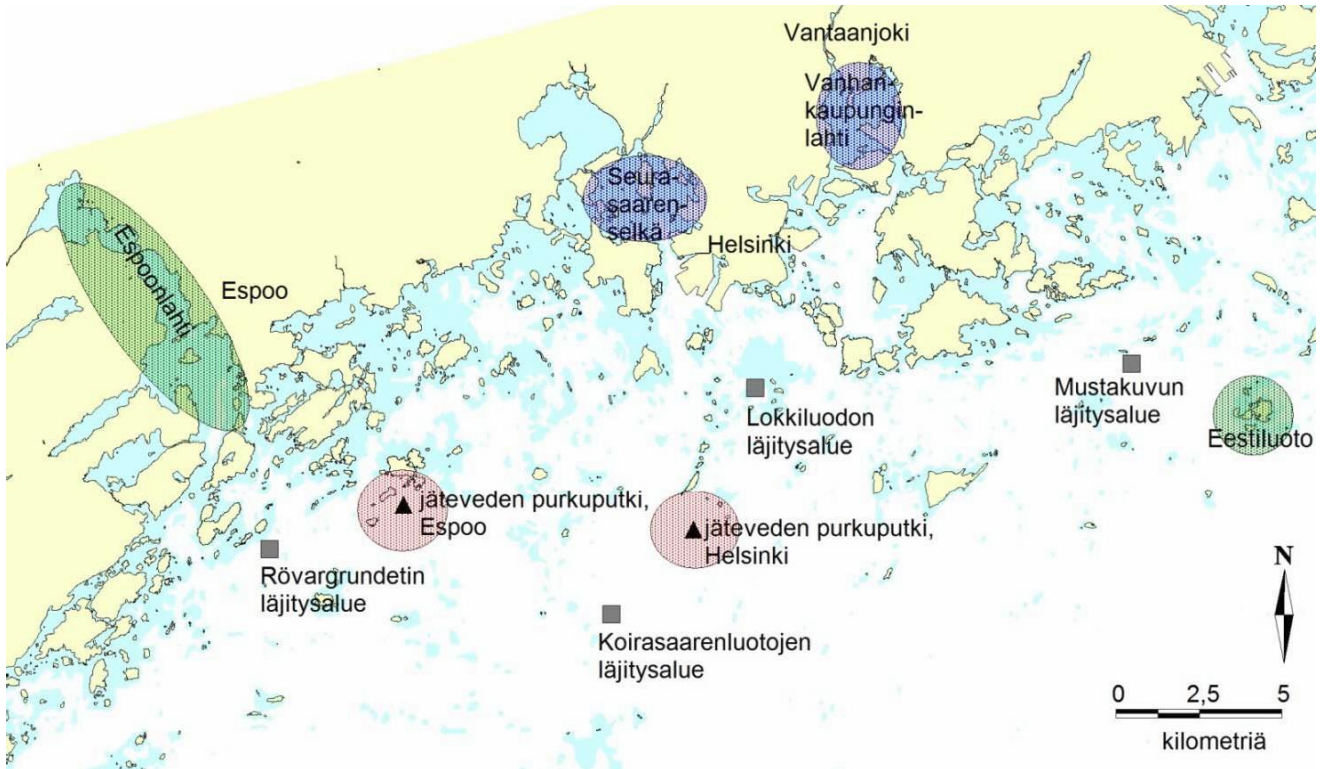 Vantaanjoki
Vanhan-
kaupungin-
lahti
Seura-
saaren-
selkä
Helsinki
Espoonlahti
Espoo
Mustakuvun
läjitysalue
Lokkiluodon
läjitysalue
Eestiluoto
jäteveden purkuputki,
Espoo
jäteveden purkuputki,
Helsinki
Rövargrundetin
läjitysalue
Koirasaarenluotojen
läjitysalue
N
0 2,5 5
kilometriä